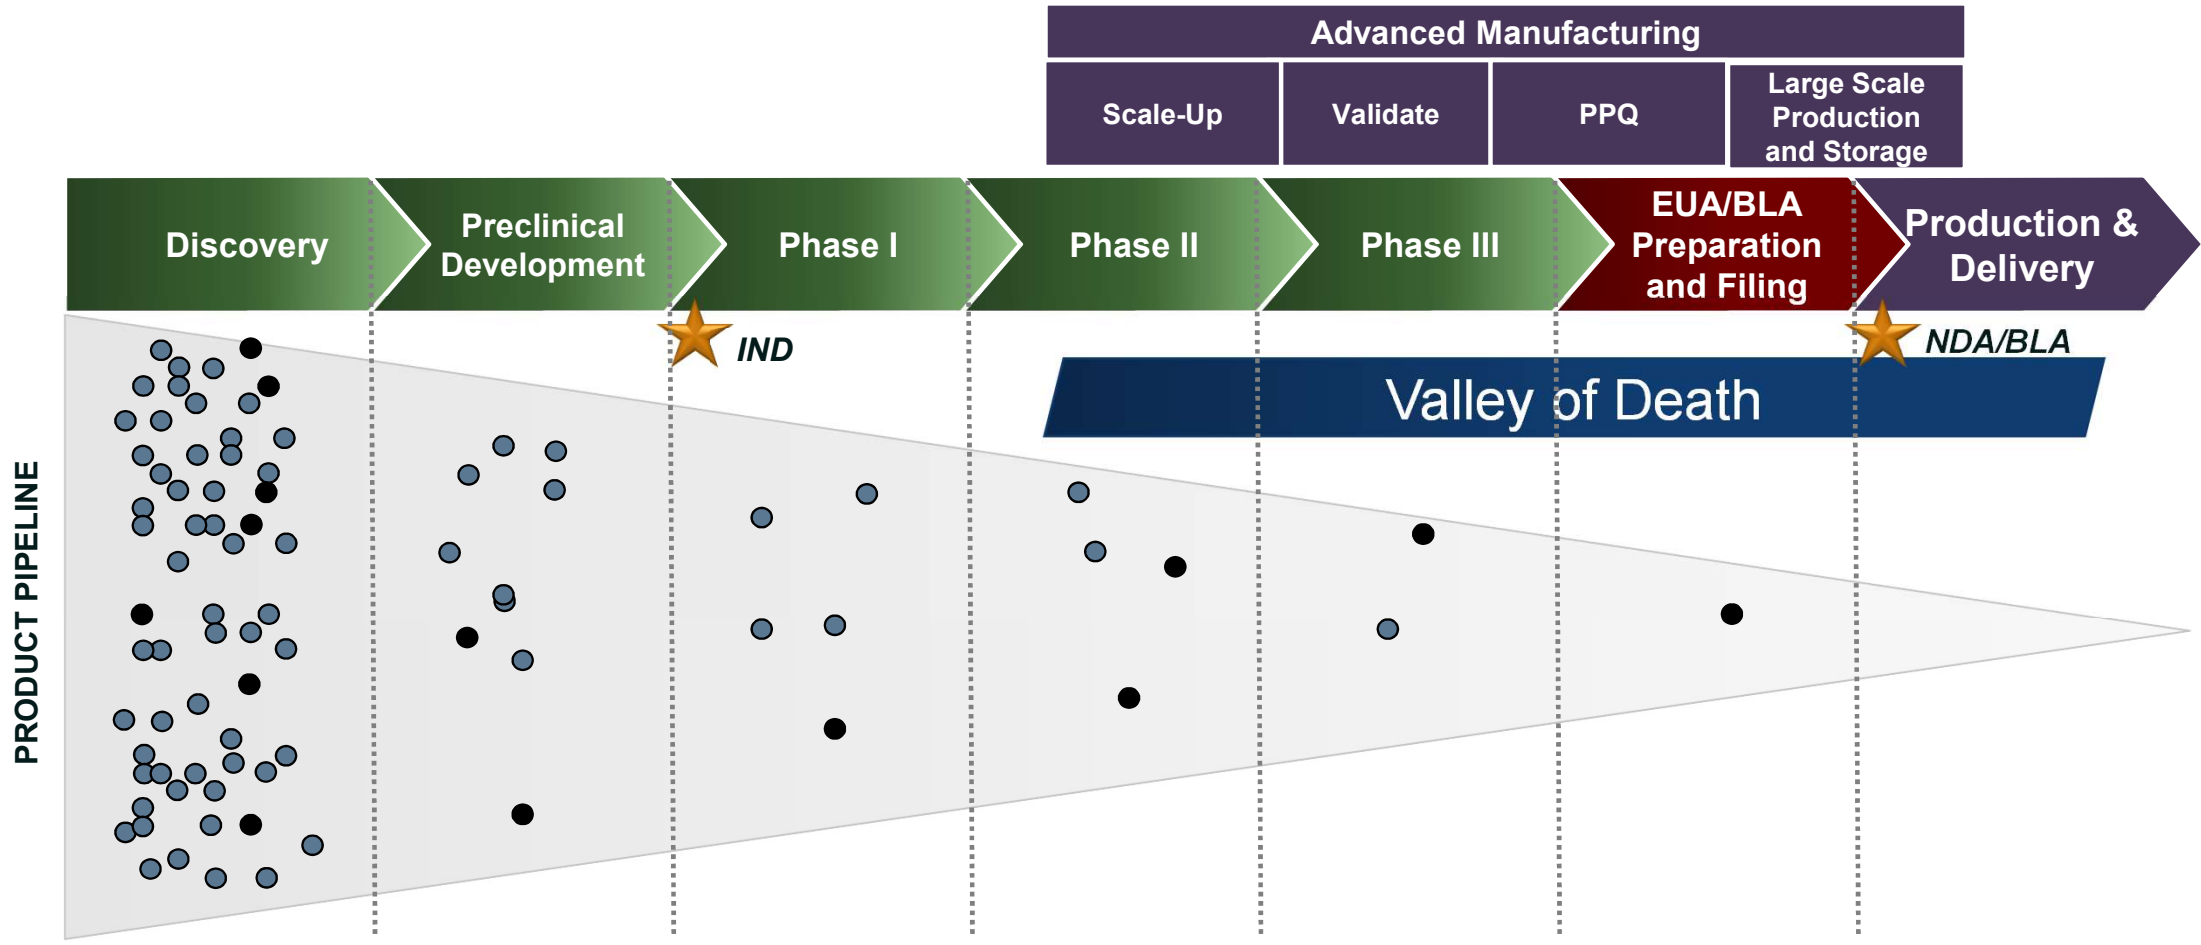 Advanced Manufacturing
Scale-Up
Validate
PPQ
Large Scale
Production
and Storage
Discovery
Preclinical
Development
Phase I
Phase II
Phase III
EUA/BLA
Preparation
and Filing
Production &
Delivery
IND
NDA/BLA
Valley of Death
PRODUCT PIPELINE